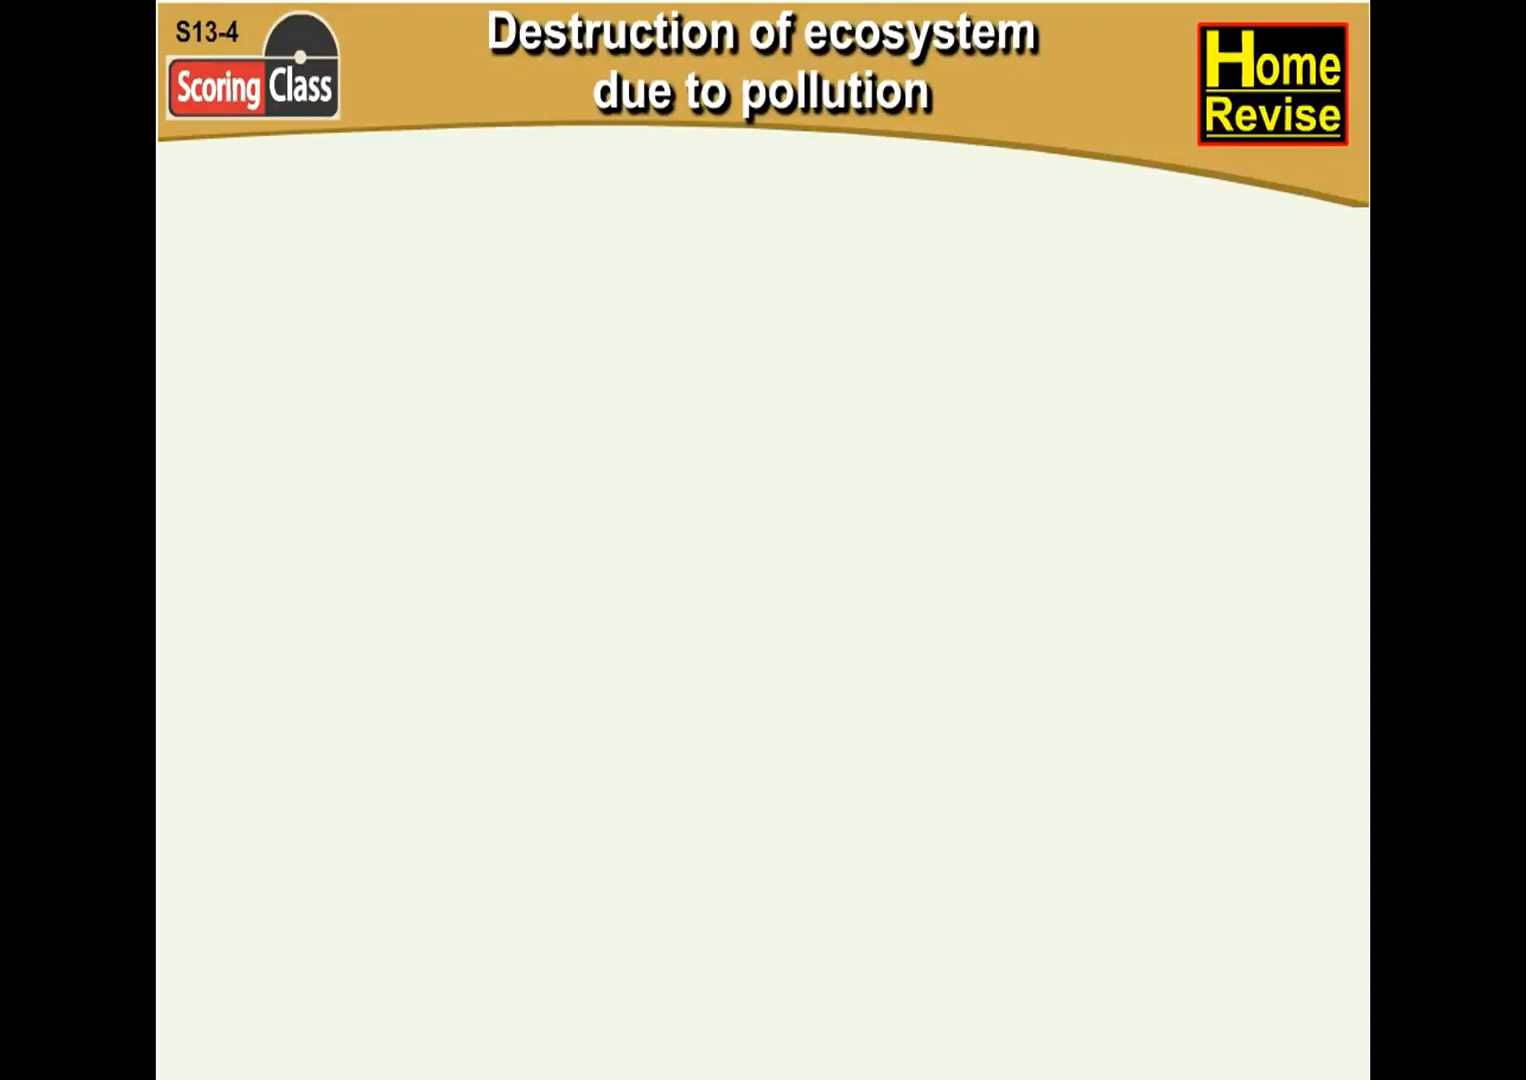 S13-4
Scoring Class
Destruction of ecosystem
due to pollution
Home
Revise